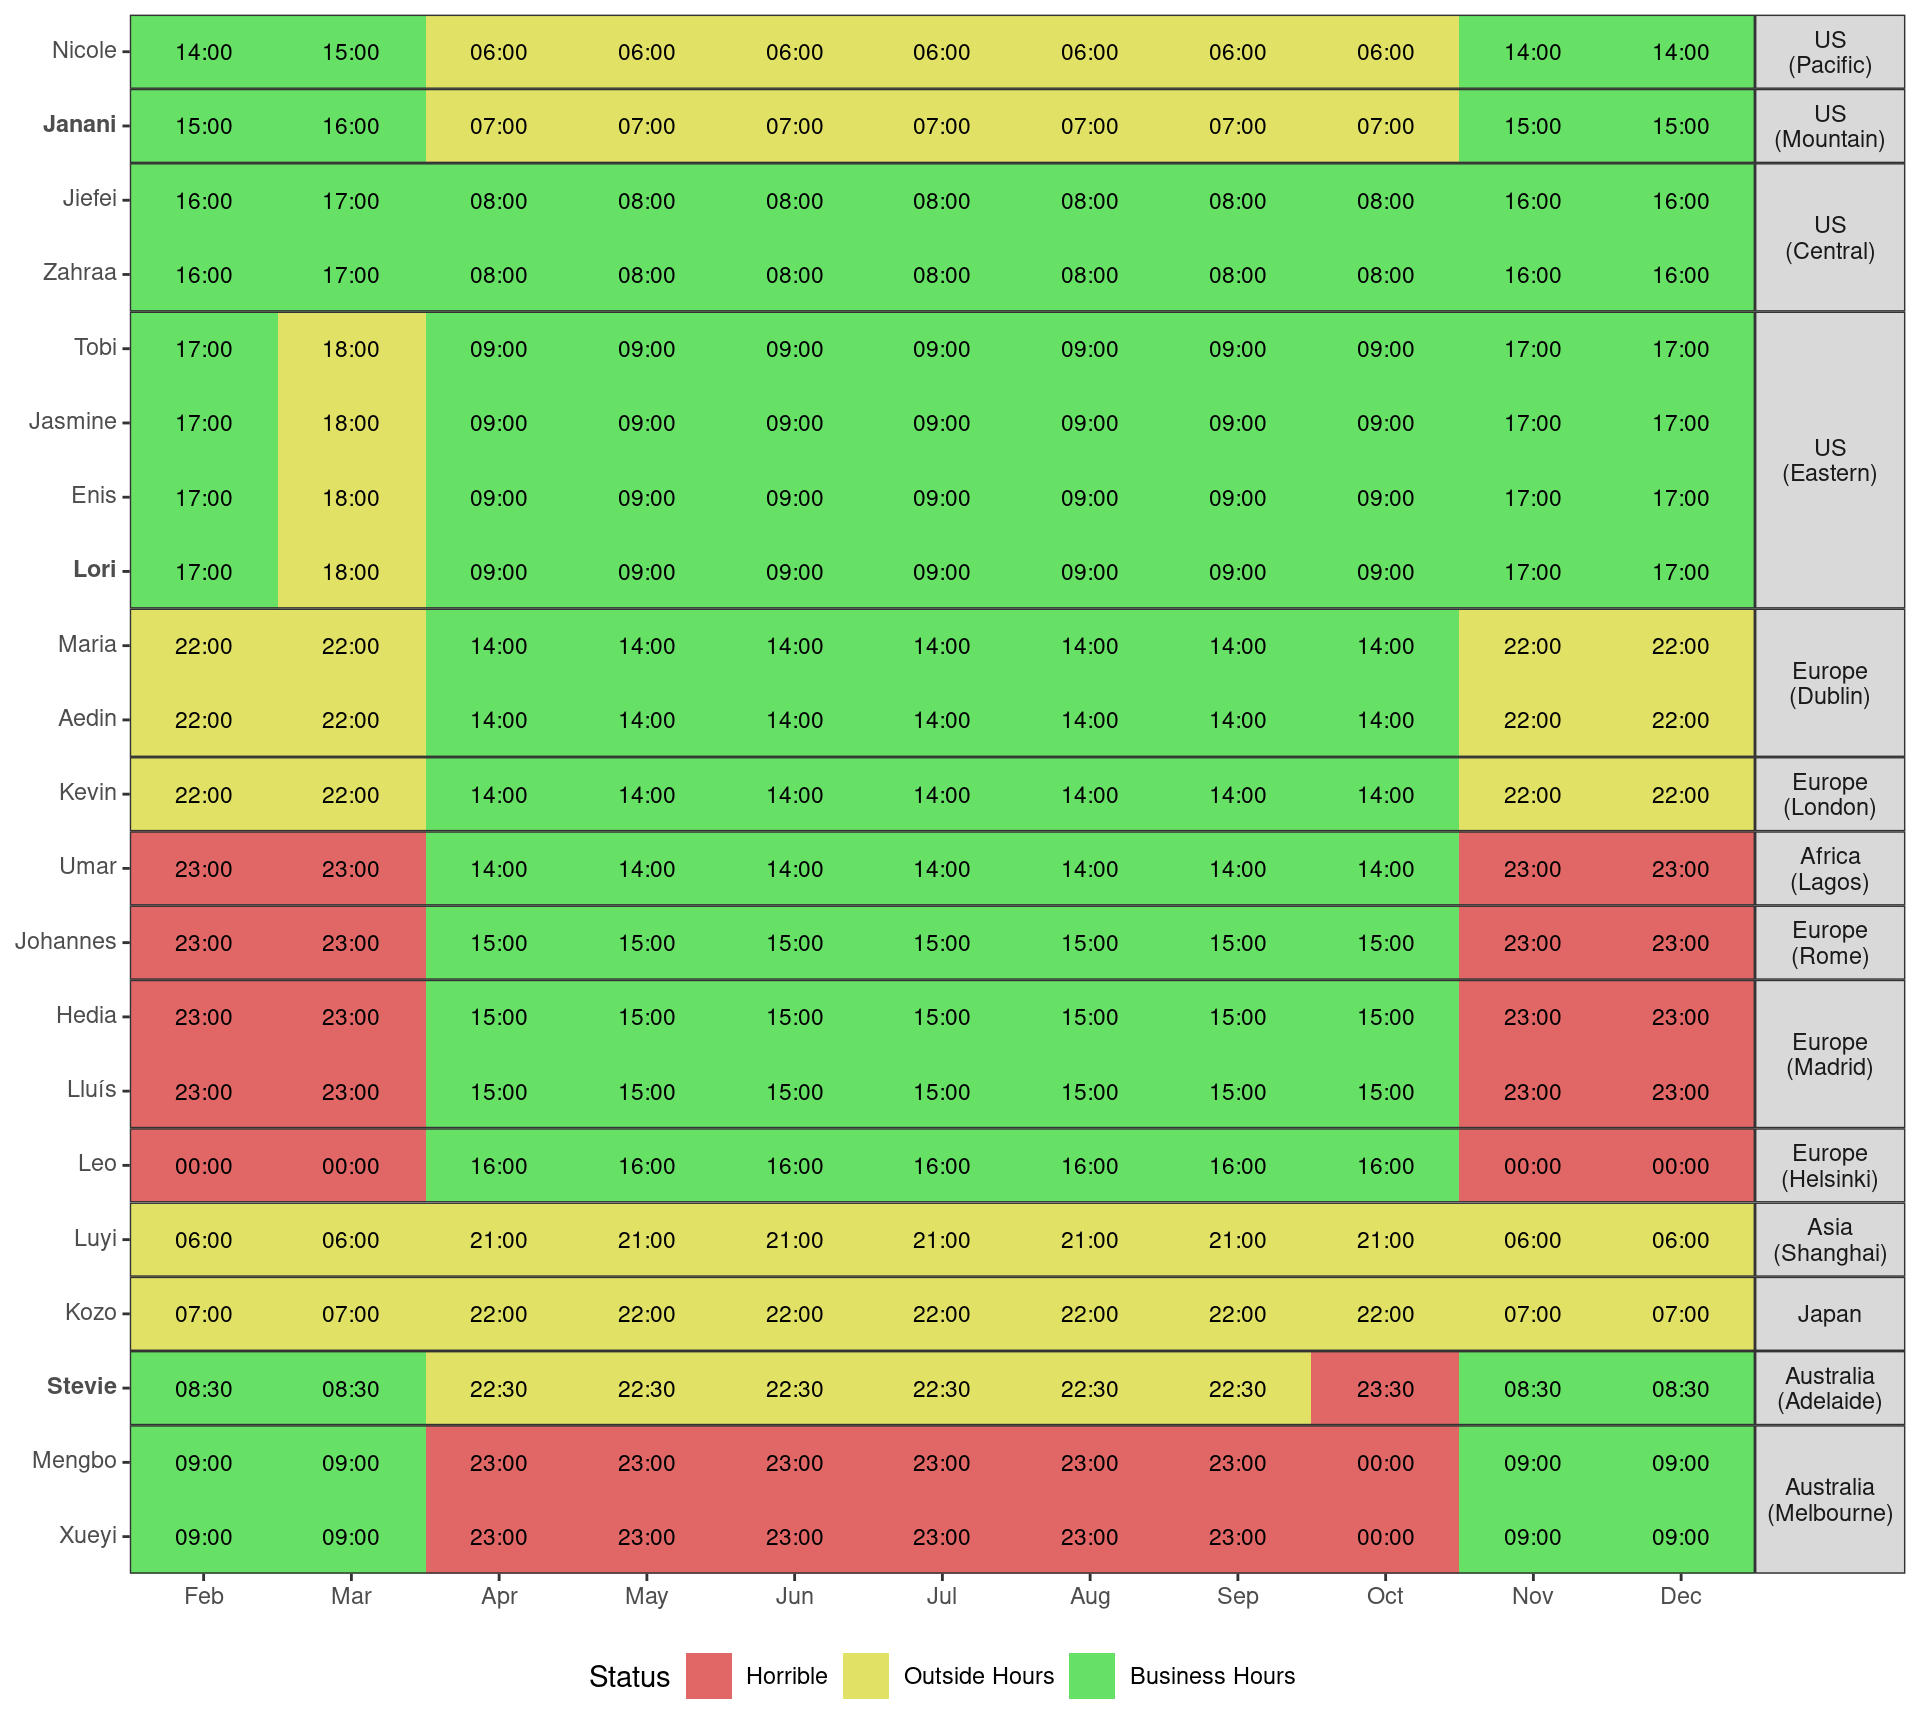 Nicole 14:00 15:00 06:00 06:00 06:00 06:00 06:00 06:00 06:00 14:00 14:00 US
(Pacific)
Janani 15:00 16:00 07:00 07:00 07:00 07:00 07:00 07:00 07:00 15:00 15:00 US
(Mountain)
Jiefei 16:00 17:00 08:00 08:00 08:00 08:00 08:00 08:00 08:00 16:00 16:00
US
(Central)
Zahraa 16:00 17:00 08:00 08:00 08:00 08:00 08:00 08:00 08:00 16:00 16:00
Tobi 17:00 18:00 09:00 09:00 09:00 09:00 09:00 09:00 09:00 17:00 17:00
Jasmine 17:00 18:00 09:00 09:00 09:00 09:00 09:00 09:00 09:00 17:00 17:00
US
(Eastern)
Enis 17:00 18:00 09:00 09:00 09:00 09:00 09:00 09:00 09:00 17:00 17:00
Lori 17:00 18:00 09:00 09:00 09:00 09:00 09:00 09:00 09:00 17:00 17:00
Maria 22:00 22:00 14:00 14:00 14:00 14:00 14:00 14:00 14:00 22:00 22:00
Europe
(Dublin)
Aedin 22:00 22:00 14:00 14:00 14:00 14:00 14:00 14:00 14:00 22:00 22:00
Kevin 22:00 22:00 14:00 14:00 14:00 14:00 14:00 14:00 14:00 22:00 22:00 Europe
(London)
Umar 23:00 23:00 14:00 14:00 14:00 14:00 14:00 14:00 14:00 23:00 23:00 Africa
(Lagos)
Johannes 23:00 23:00 15:00 15:00 15:00 15:00 15:00 15:00 15:00 23:00 23:00 Europe
(Rome)
Hedia 23:00 23:00 15:00 15:00 15:00 15:00 15:00 15:00 15:00 23:00 23:00
Europe
(Madrid)
Lluís 23:00 23:00 15:00 15:00 15:00 15:00 15:00 15:00 15:00 23:00 23:00
Leo 00:00 00:00 16:00 16:00 16:00 16:00 16:00 16:00 16:00 00:00 00:00 Europe
(Helsinki)
Luyi 06:00 06:00 21:00 21:00 21:00 21:00 21:00 21:00 21:00 06:00 06:00 Asia
(Shanghai)
Kozo 07:00 07:00 22:00 22:00 22:00 22:00 22:00 22:00 22:00 07:00 07:00 Japan
Stevie 08:30 08:30 22:30 22:30 22:30 22:30 22:30 22:30 23:30 08:30 08:30 Australia
(Adelaide)
Mengbo 09:00 09:00 23:00 23:00 23:00 23:00 23:00 23:00 00:00 09:00 09:00
Australia
(Melbourne)
Xueyi 09:00 09:00 23:00 23:00 23:00 23:00 23:00 23:00 00:00 09:00 09:00
Feb Mar Apr May Jun Jul Aug Sep Oct Nov Dec
Status Horrible Outside Hours Business Hours